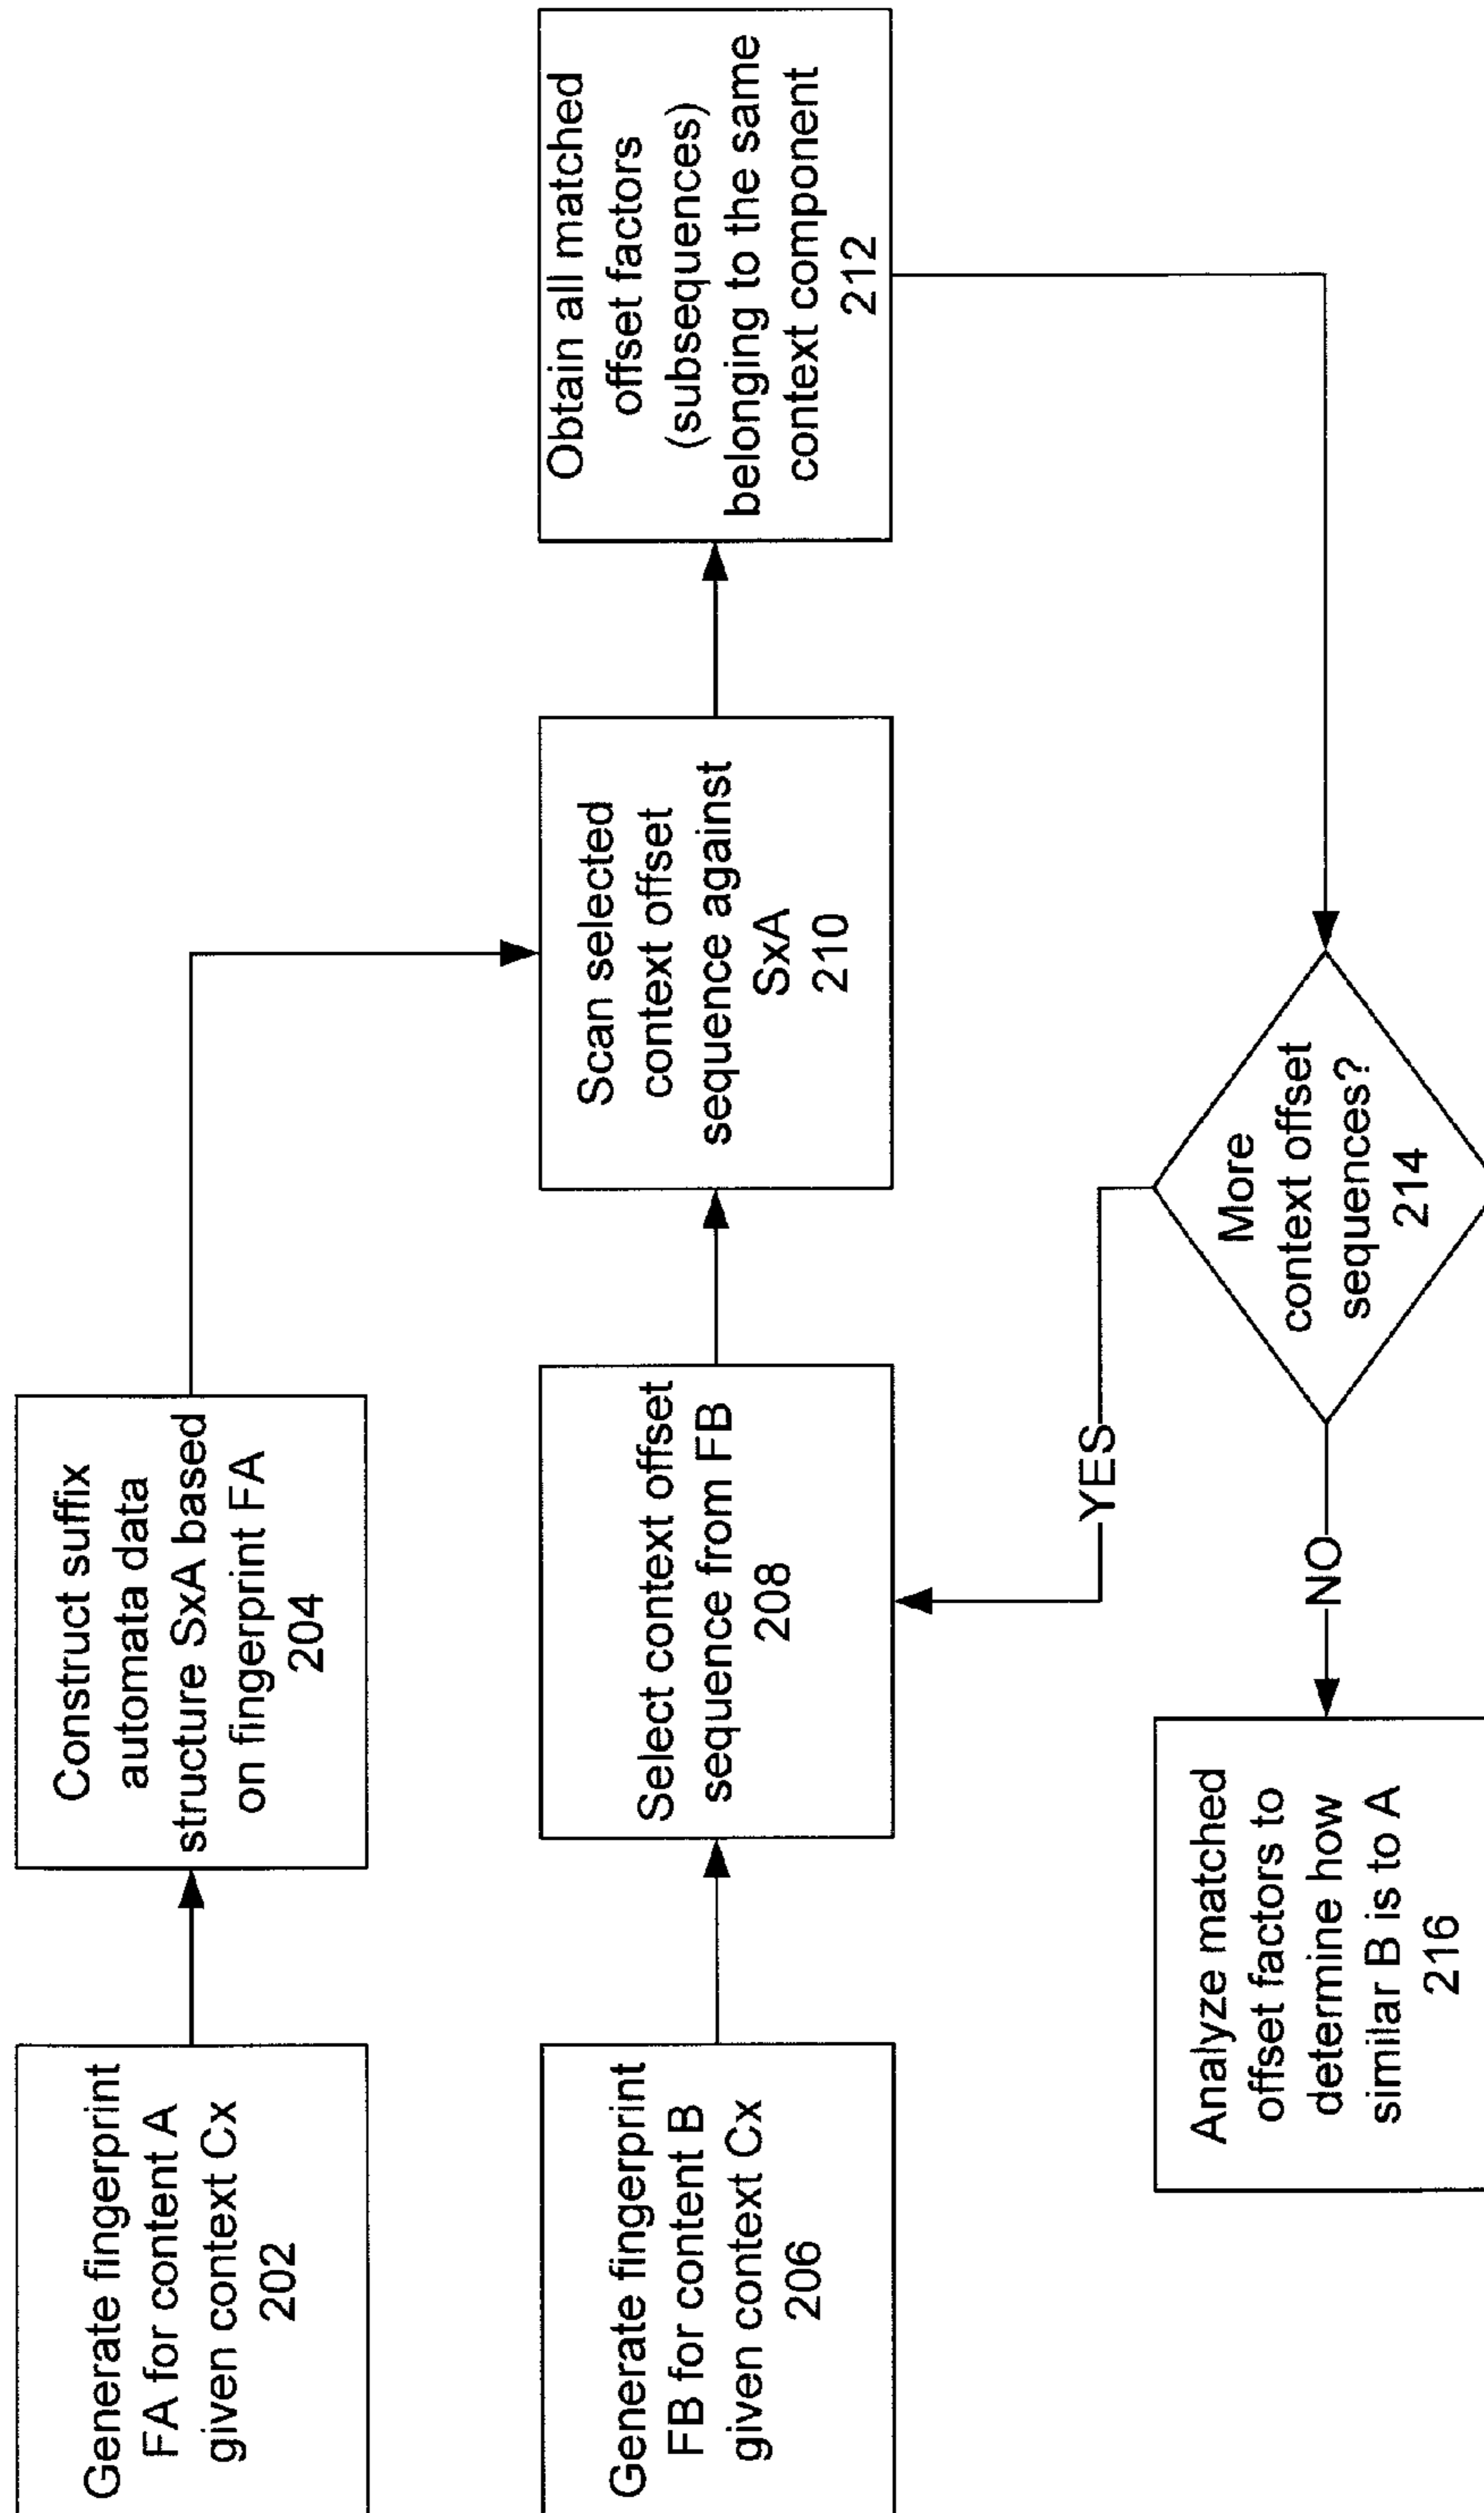 Generate fingerprint
FA for content A
given context Cx
202
Construct suffix
automata data
structure SxA based
on fingerprint FA
204
Generate fingerprint
FB for content B
given context Cx
206
Select context offset
sequence from FB
208
Scan selected
context offset
sequence against
SxA
210
Obtain all matched
offset factors
(subsequences)
belonging to the same
context component
212
More
context offset
sequences?
214
YES
NO
Analyze matched
offset factors to
determine how
similar B is to A
216